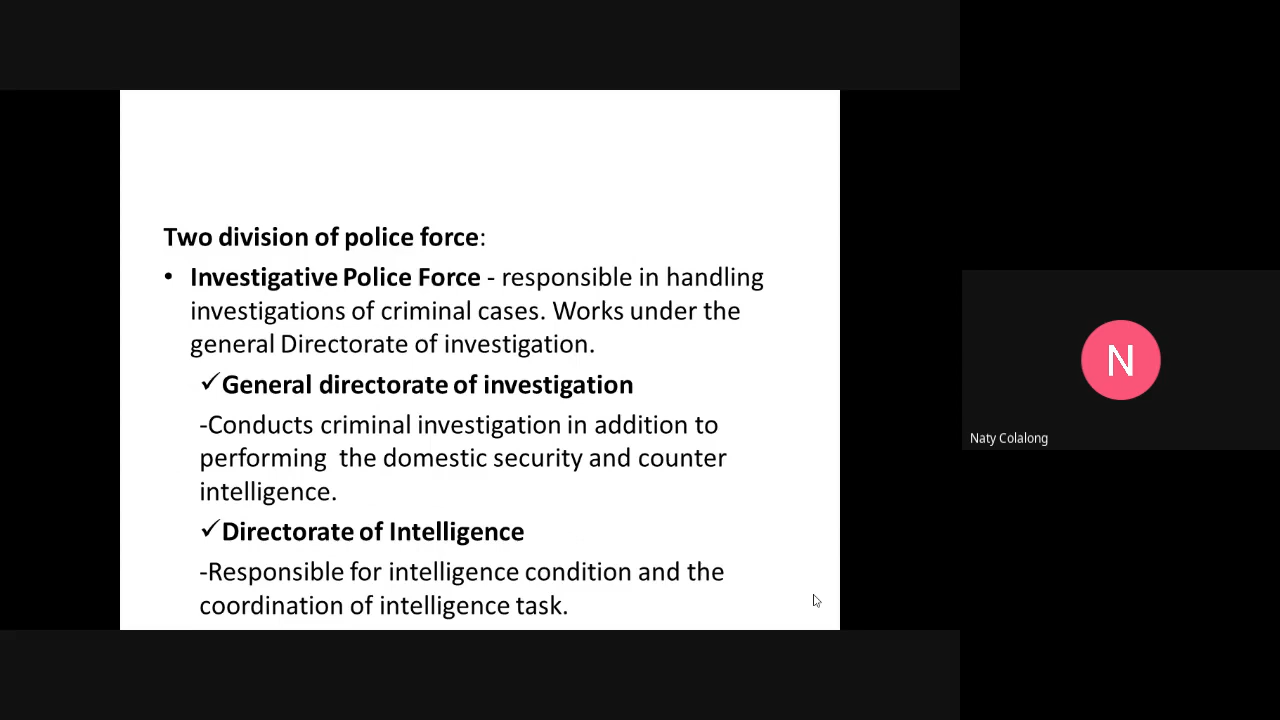 Two division of police force:
• Investigative Police Force - responsible in handling
investigations of criminal cases. Works under the
general Directorate of investigation.
✓General directorate of investigation
-Conducts criminal investigation in addition to
performing  the domestic security and counter
intelligence.
✓Directorate of Intelligence
-Responsible for intelligence condition and the
coordination of intelligence task.
N
Naty Colalong